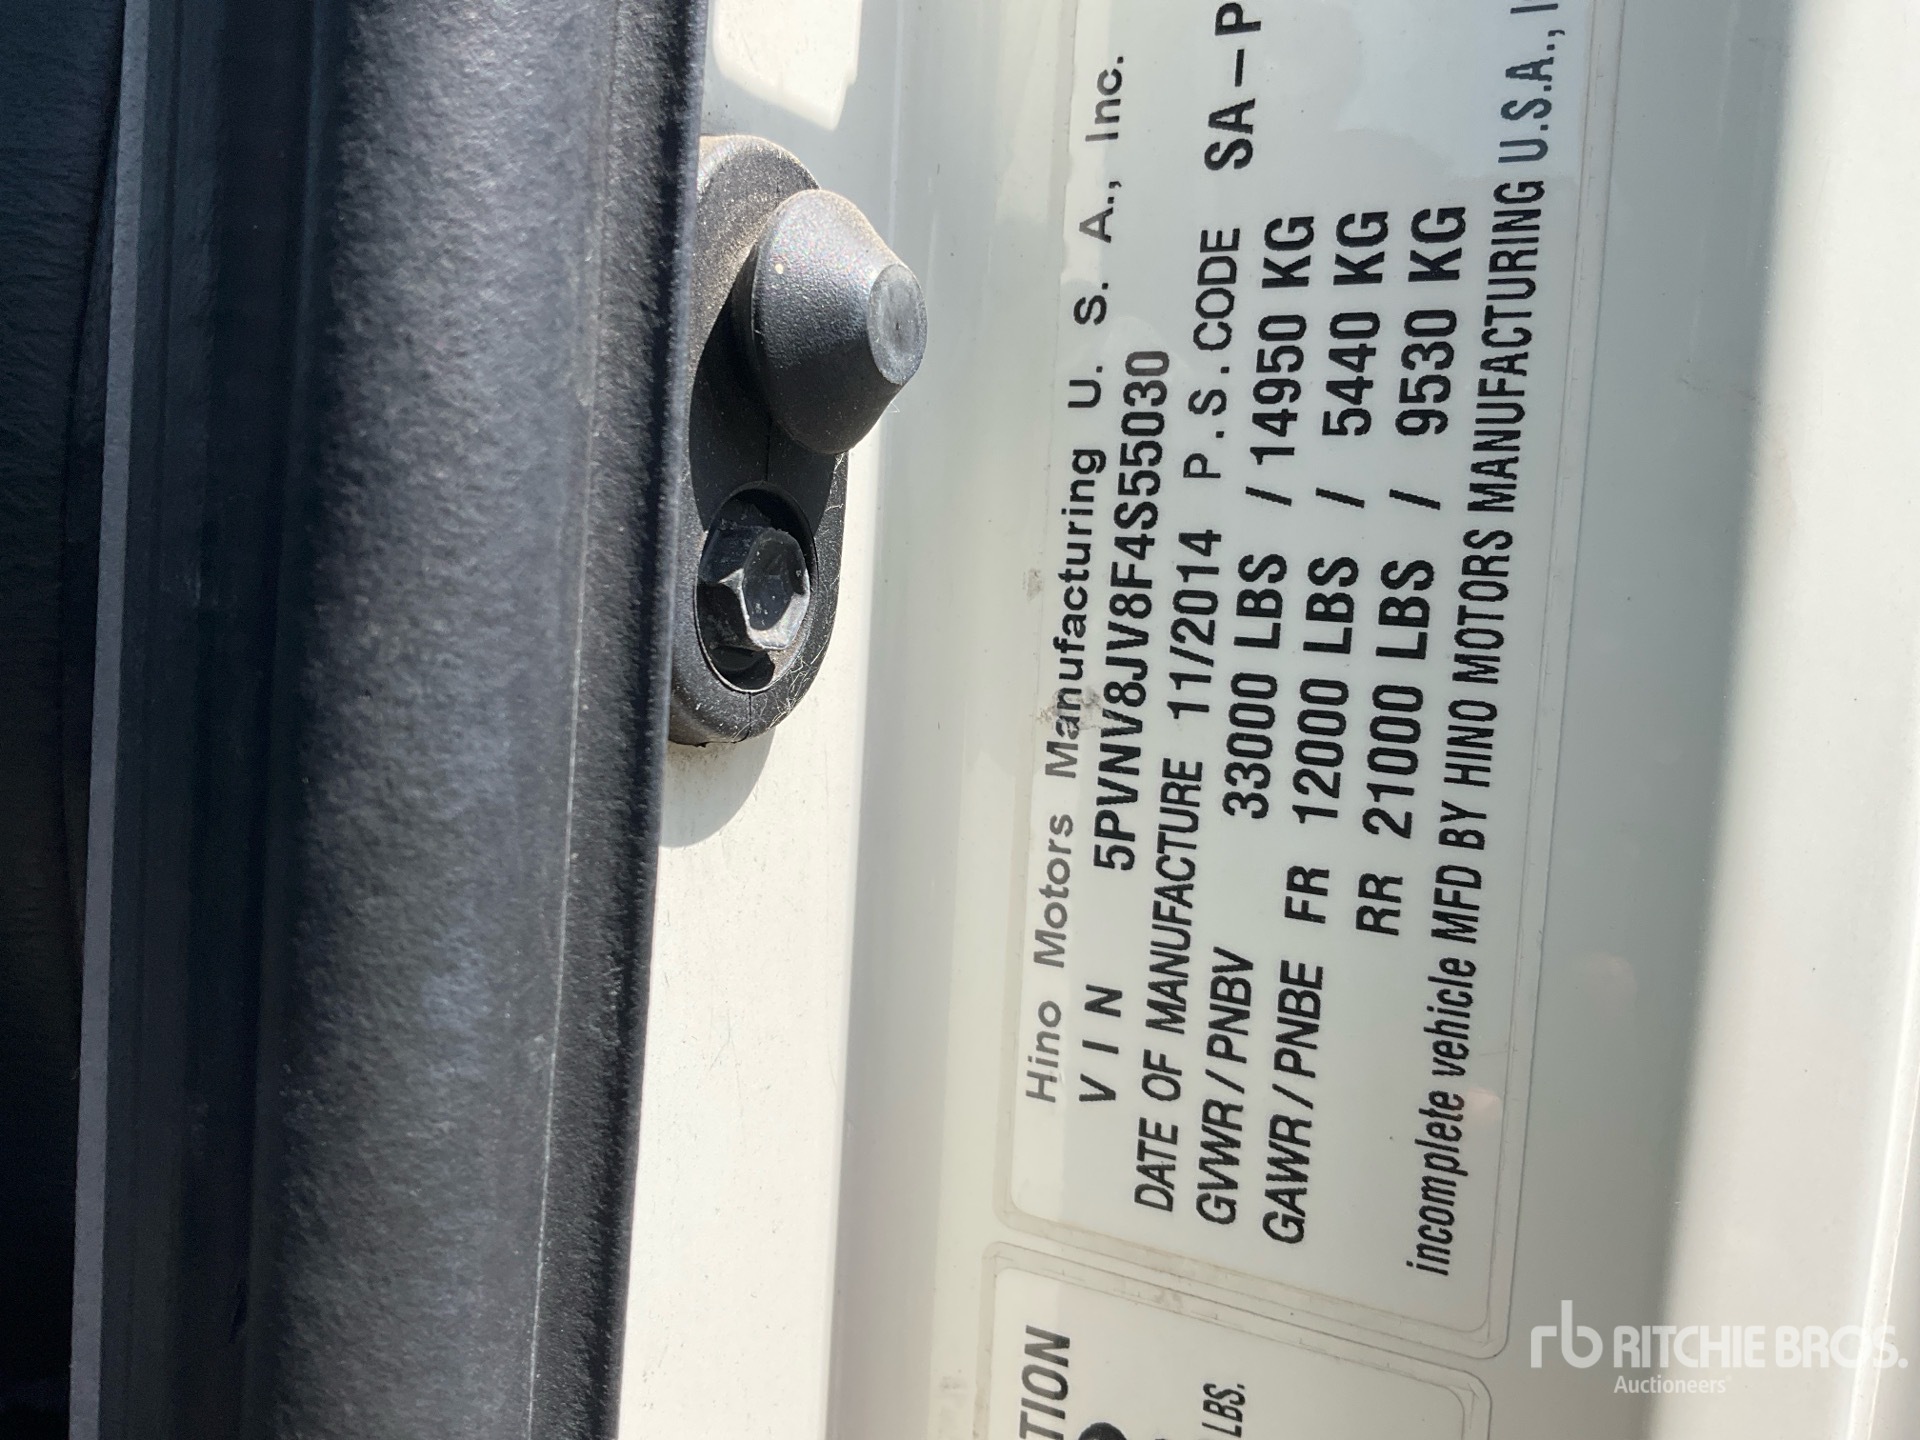 Hino Motors Manufacturing U. S. A., Inc.
VIN 5PVNV8JV8F4S55030
DATE OF MANUFACTURE 11/2014 P.S.CODE SA-P
GVWR/PNBV 33000 LBS /14950 KG
GAWR/PNBE FR 12000 LBS / 5440 KG
RR 21000 LBS / 9530 KG
incomplete vehicle MFD BY HINO MOTORS MANUFACTURING U.S.A.,
TION
LBS.
rb RITCHIE BROS.
Auctioneers